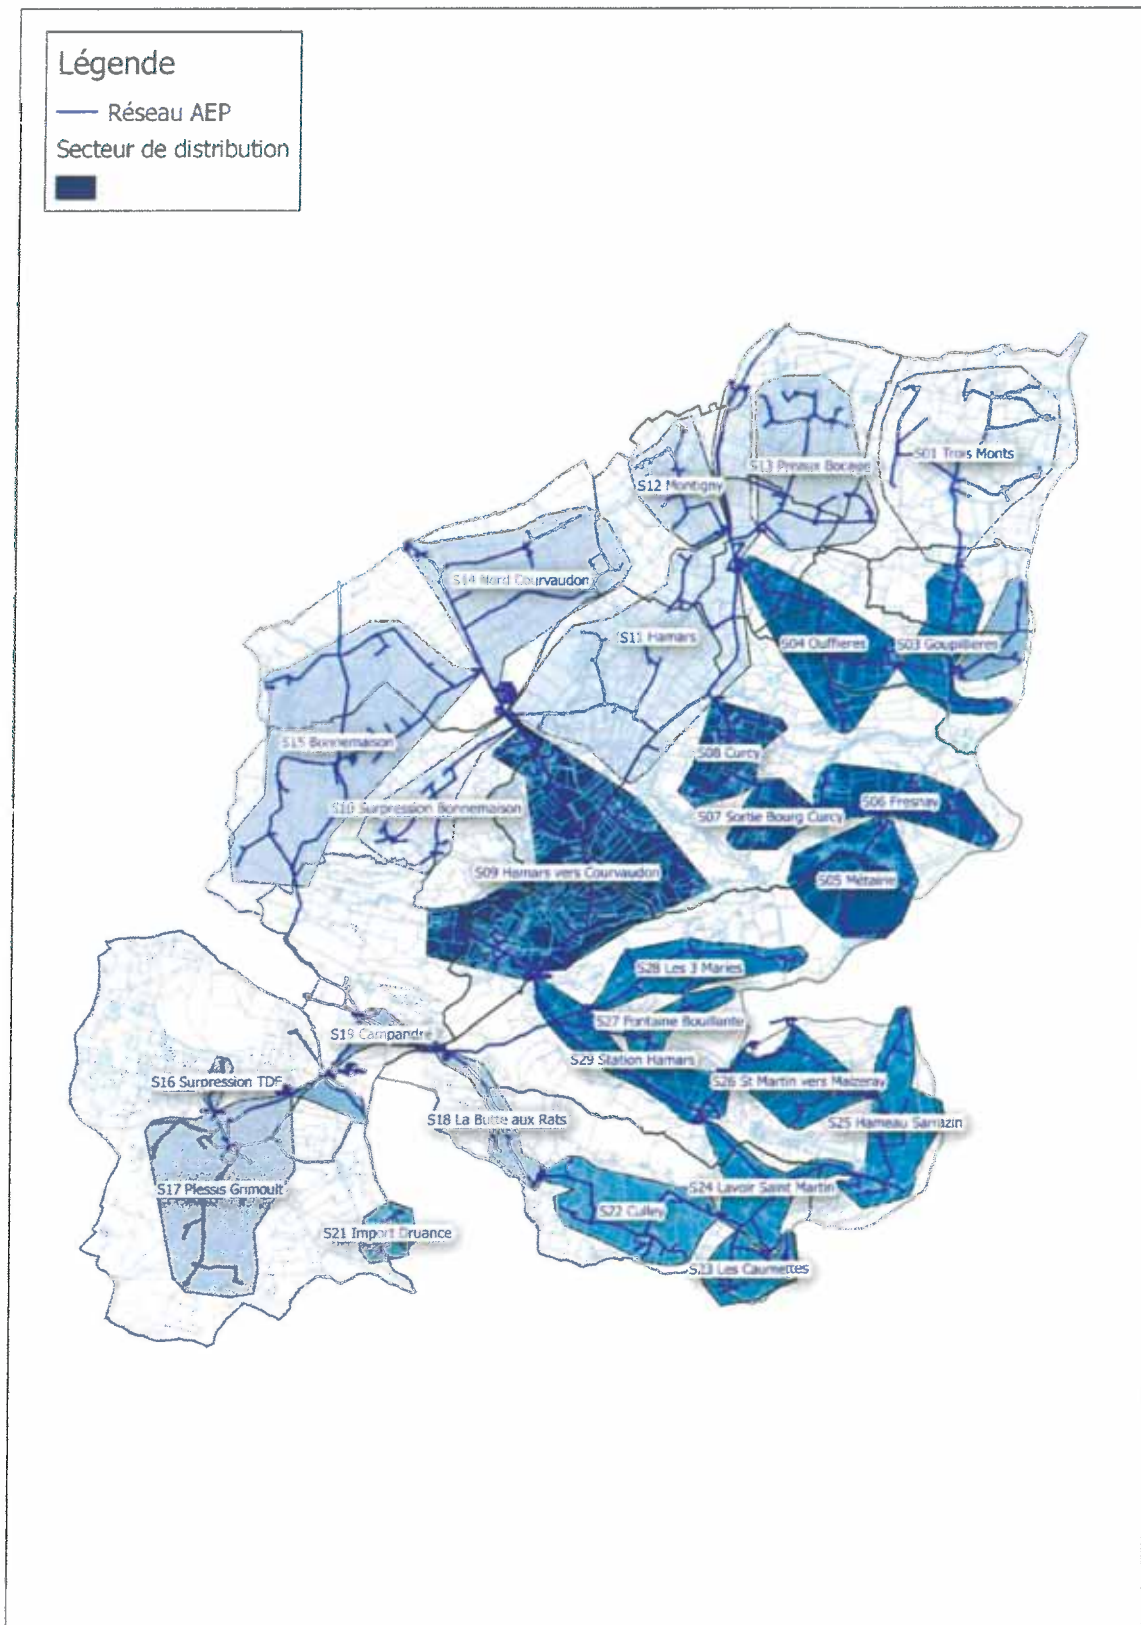 Légende
Réseau AEP
Secteur de distribution
S01 Trois Monts
S13 Préaux Bocage
S12 Montigny
S14 Nord Courvaudon
S11 Hamars
S04 Ouffières
S03 Goupillières
S15 Bonnemaison
S08 Curcy
S10 Surpression Bonnemaison
S06 Fresnay
S07 Sortie Bourg Curcy
S09 Hamars vers Courvaudon
S05 Métairie
S28 Les 3 Maries
S27 Fontaine Bouillante
S19 Campandré
S29 Station Hamars
S16 Surpression TDF
S26 St Martin vers Maizeray
S18 La Butte aux Rats
S25 Hameau Sarrazin
S17 Plessis Grimoult
S24 Lavoir Saint Martin
S22 Culley
S21 Import Druance
S23 Les Caumettes